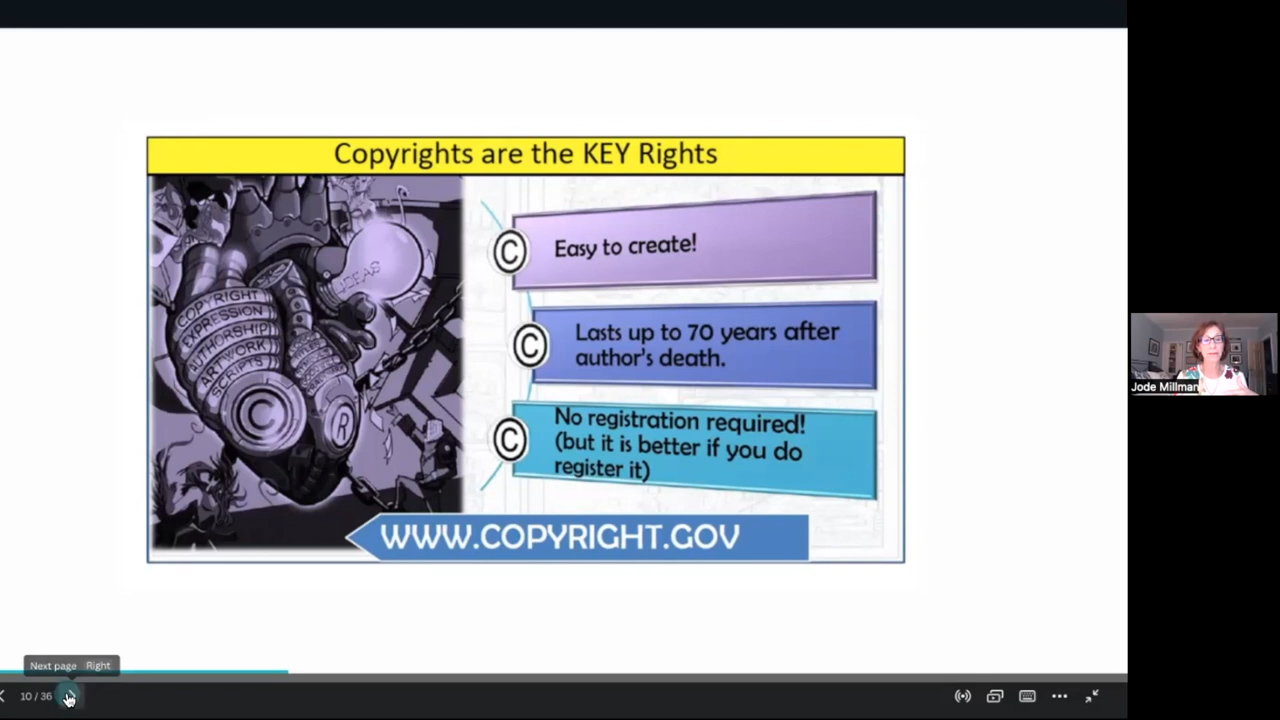 Copyrights are the KEY Rights
COPYRIGHT
EXPRESSION
AUTHORSHIP
ARTWORK
SCRIPTS
IDEAS
C
R
© Easy to create!
© Lasts up to 70 years after
author's death.
© No registration required!
(but it is better if you do
register it)
WWW.COPYRIGHT.GOV
Jode Millman
Next page Right
10 / 36